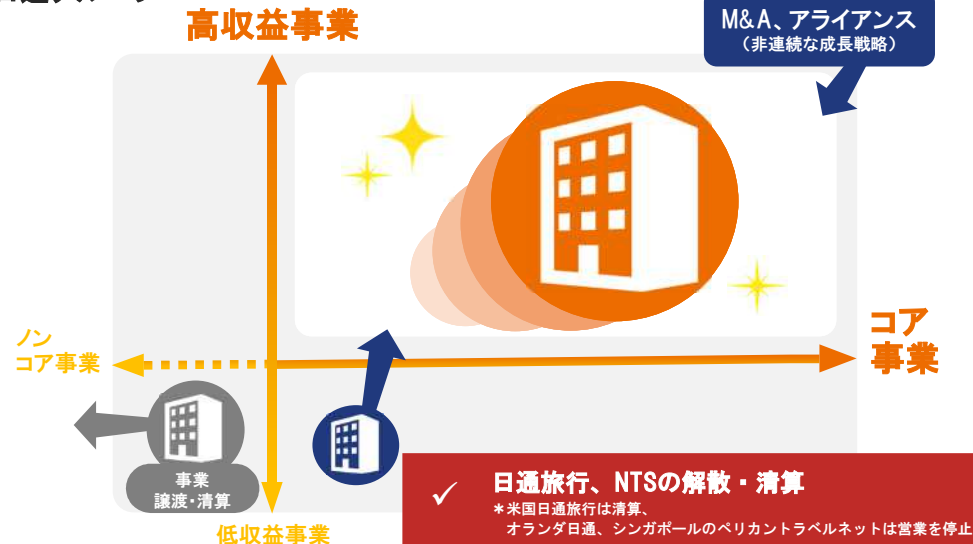 高収益事業
M&A、アライアンス
（非連続な成長戦略）
ノン
コア事業
コア
事業
事業
譲渡・清算
低収益事業
✓ 日通旅行、NTSの解散・清算
＊米国日通旅行は清算、
オランダ日通、シンガポールのペリカントラベルネットは営業を停止